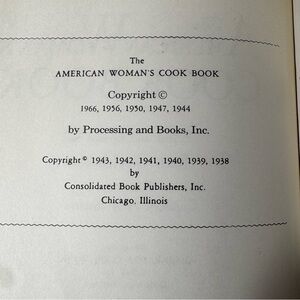 The
AMERICAN WOMAN'S COOK BOOK
Copyright ©
1966, 1956, 1950, 1947, 1944
by Processing and Books, Inc.
Copyright © 1943, 1942, 1941, 1940, 1939, 1938
by
Consolidated Book Publishers, Inc.
Chicago, Illinois